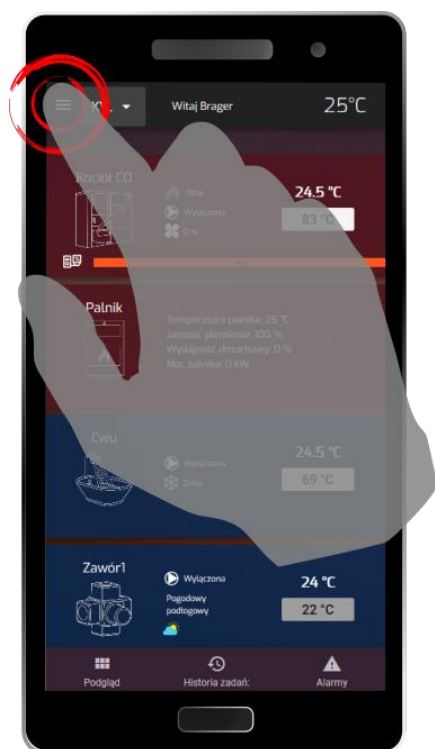 Witaj Brager
25°C
Kocioł CO
Stop
Wyłączona
0 %
24.5 °C
83 °C
Palnik
Temperatura palnika: 25 °C
Jasność płomienia: 100 %
Wydajność dmuchawy: 0 %
Moc palnika: 0 kW
Cwu
Wyłączona
Zima
24.5 °C
69 °C
Zawór1
Wyłączona
Pogodowy
podłogowy
24 °C
22 °C
Podgląd
Historia zadań:
Alarmy